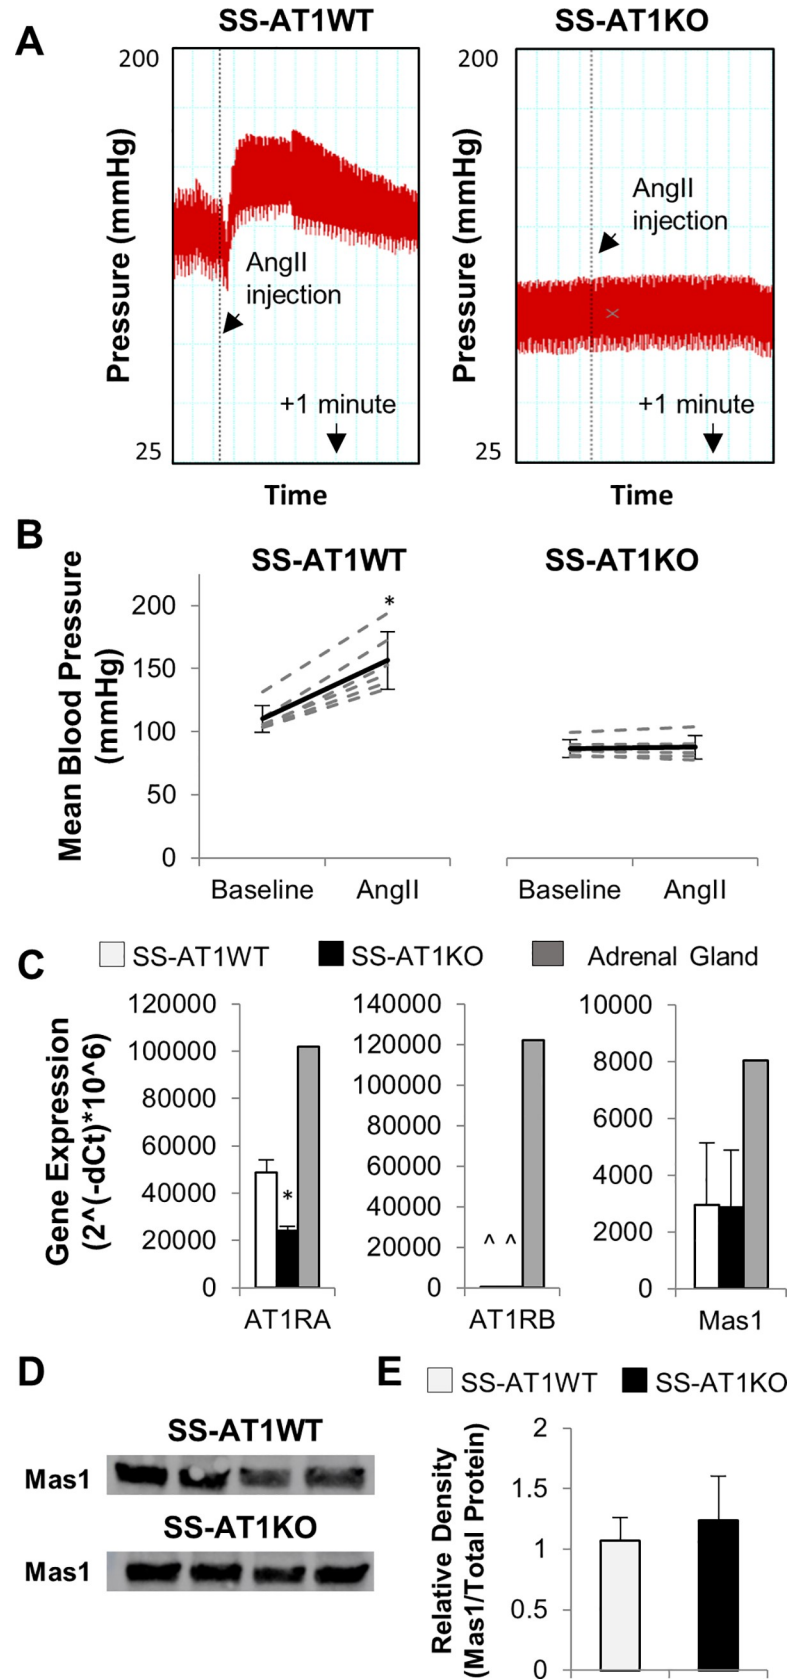 A
SS-AT1WT
SS-AT1KO
200
200
Pressure (mmHg)
Pressure (mmHg)
AngII
injection
AngII
injection
+1 minute
+1 minute
25
25
Time
Time
B
SS-AT1WT
SS-AT1KO
Mean Blood Pressure
(mmHg)
200
150
100
50
0
*
Baseline
AngII
Baseline
AngII
C
SS-AT1WT
SS-AT1KO
Adrenal Gland
Gene Expression
(2^(-dCt)*10^6)
120000
100000
80000
60000
40000
20000
0
*
AT1RA
140000
120000
100000
80000
60000
40000
20000
0
^ ^
AT1RB
10000
8000
6000
4000
2000
0
Mas1
D
SS-AT1WT
Mas1
SS-AT1KO
Mas1
E
SS-AT1WT
SS-AT1KO
Relative Density
(Mas1/Total Protein)
2
1.5
1
0.5
0